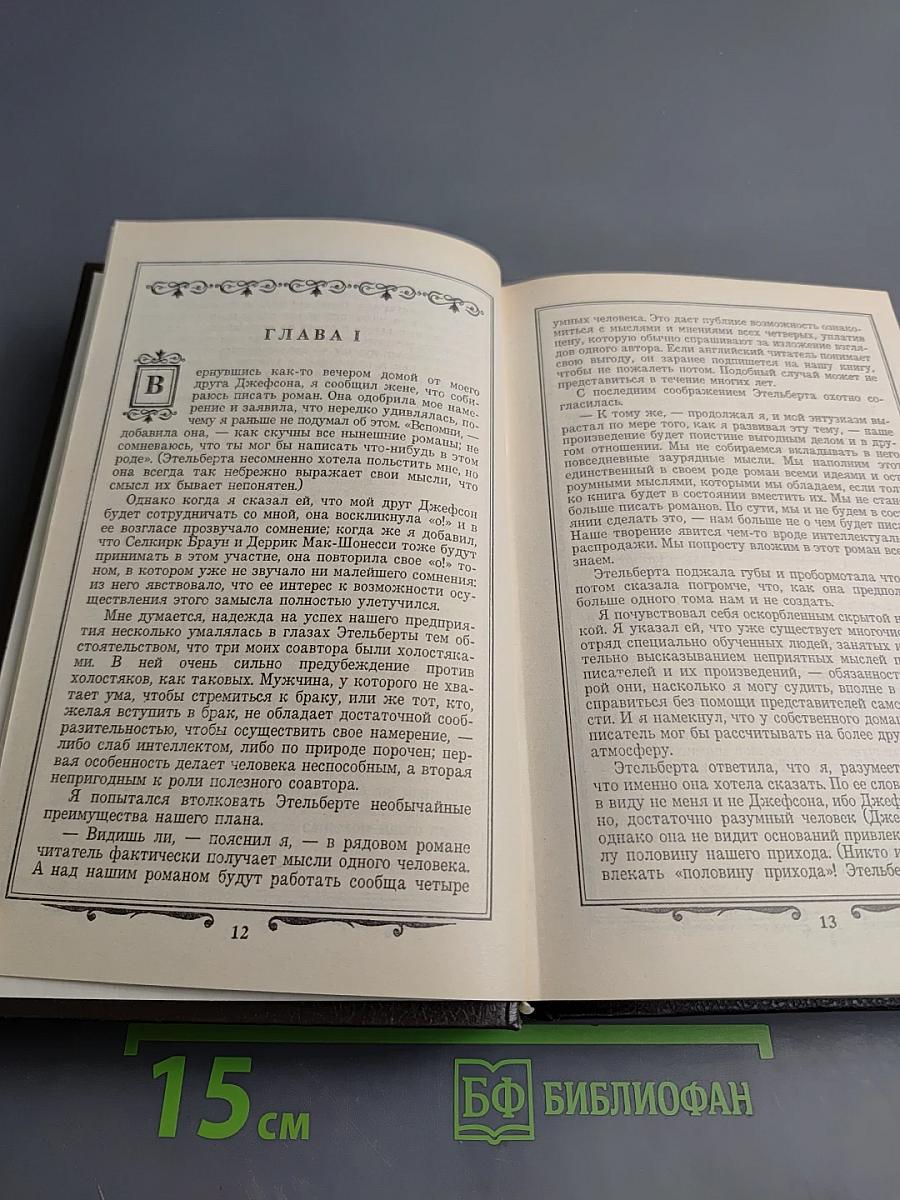 ГЛАВА I
Вернувшись как-то вечером домой от моего
друга Джефсона, я сообщил жене, что соби-
раюсь писать роман. Она одобрила мое наме-
рение и заявила, что нередко удивлялась, по-
чему я раньше не подумал об этом. «Вспомни, —
добавила она, — как скучны все нынешние романы; не
сомневаюсь, что ты мог бы написать что-нибудь в этом
роде». (Этельберта несомненно хотела польстить мне, но
она всегда так небрежно выражает свои мысли, что
смысл их бывает непонятен.)
Однако когда я сказал ей, что мой друг Джефсон
будет сотрудничать со мной, она воскликнула «о!» и в
ее возгласе прозвучало сомнение; когда же я добавил,
что Селкирк Браун и Деррик Мак-Шонесси тоже будут
принимать в этом участие, она повторила свое «о!» то-
ном, в котором уже не звучало ни малейшего сомнения:
из него явствовало, что ее интерес к возможности осу-
ществления этого замысла полностью улетучился.
Мне думается, надежда на успех нашего предприя-
тия несколько умалялась в глазах Этельберты тем об-
стоятельством, что три моих соавтора были холостяка-
ми. В ней очень сильно предубеждение против
холостяков, как таковых. Мужчина, у которого не хва-
тает ума, чтобы стремиться к браку, или же тот, кто,
желая вступить в брак, не обладает достаточной сооб-
разительностью, чтобы осуществить свое намерение, —
либо слаб интеллектом, либо по природе порочен; пер-
вая особенность делает человека неспособным, а вторая
непригодным к роли полезного соавтора.
Я попытался втолковать Этельберте необычайные
преимущества нашего плана.
— Видишь ли, — пояснил я, — в рядовом романе
читатель фактически получает мысли одного человека.
А над нашим романом будут работать сообща четыре
12
умных человека. Это даст публике возможность ознако-
миться с мыслями и мнениями всех четверых, уплатив
цену, которую обычно спрашивают за изложение взгля-
дов одного автора. Если английский читатель понимает
свою выгоду, он заранее подпишется на нашу книгу,
чтобы не пожалеть потом. Подобный случай может не
представиться в течение многих лет.
С последним соображением Этельберта охотно со-
гласилась.
— К тому же, — продолжал я, и мой энтузиазм вы-
растал по мере того, как я развивал эту тему, — наше
произведение будет поистине выгодным делом и в дру-
гом отношении. Мы не собираемся вкладывать в него
повседневные заурядные мысли. Мы наполним этот
единственный в своем роде роман всеми идеями и ост
роумными мыслями, которыми мы обладаем, если толь
ко книга будет в состоянии вместить их. Мы не стан
больше писать романов. По сути, мы и не будем в сост
янии сделать это, — нам больше не о чем будет писа
Наше творение явится чем-то вроде интеллектуаль
распродажи. Мы попросту вложим в этот роман все
знаем.
Этельберта поджала губы и пробормотала что
потом сказала погромче, что, как она предпол
больше одного тома нам и не создать.
Я почувствовал себя оскорбленным скрытой н
кой. Я указал ей, что уже существует многочис
отряд специально обученных людей, занятых и
тельно высказыванием неприятных мыслей п
писателей и их произведений, — обязанност
рой они, насколько я могу судить, вполне в
справиться без помощи представителей самс
сти. И я намекнул, что у собственного домаш
писатель мог бы рассчитывать на более дру
атмосферу.
Этельберта ответила, что я, разумеет
что именно она хотела сказать. По ее слов
в виду не меня и не Джефсона, ибо Джеф
но, достаточно разумный человек (Дже
однако она не видит оснований привлек
лу половину нашего прихода. (Никто и
влекать «половину прихода»! Этельбе
13
15 см
БФ БИБЛИОФАН